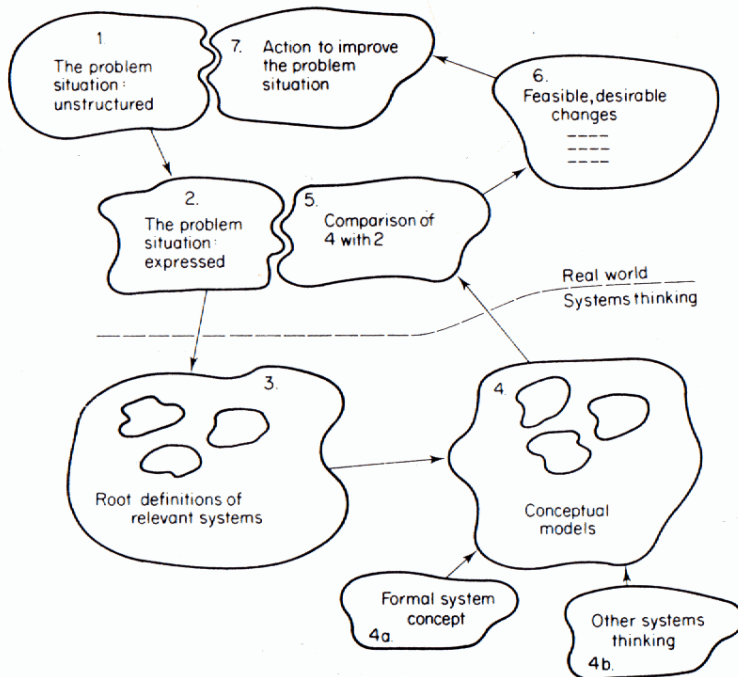 1.
The problem
situation:
unstructured
7. Action to improve
the problem
situation
6.
Feasible, desirable
changes
2.
The problem
situation:
expressed
5.
Comparison of
4 with 2
Real world
Systems thinking
3.
Root definitions of
relevant systems
4.
Conceptual
models
Formal system
concept
4a.
Other systems
thinking
4b.